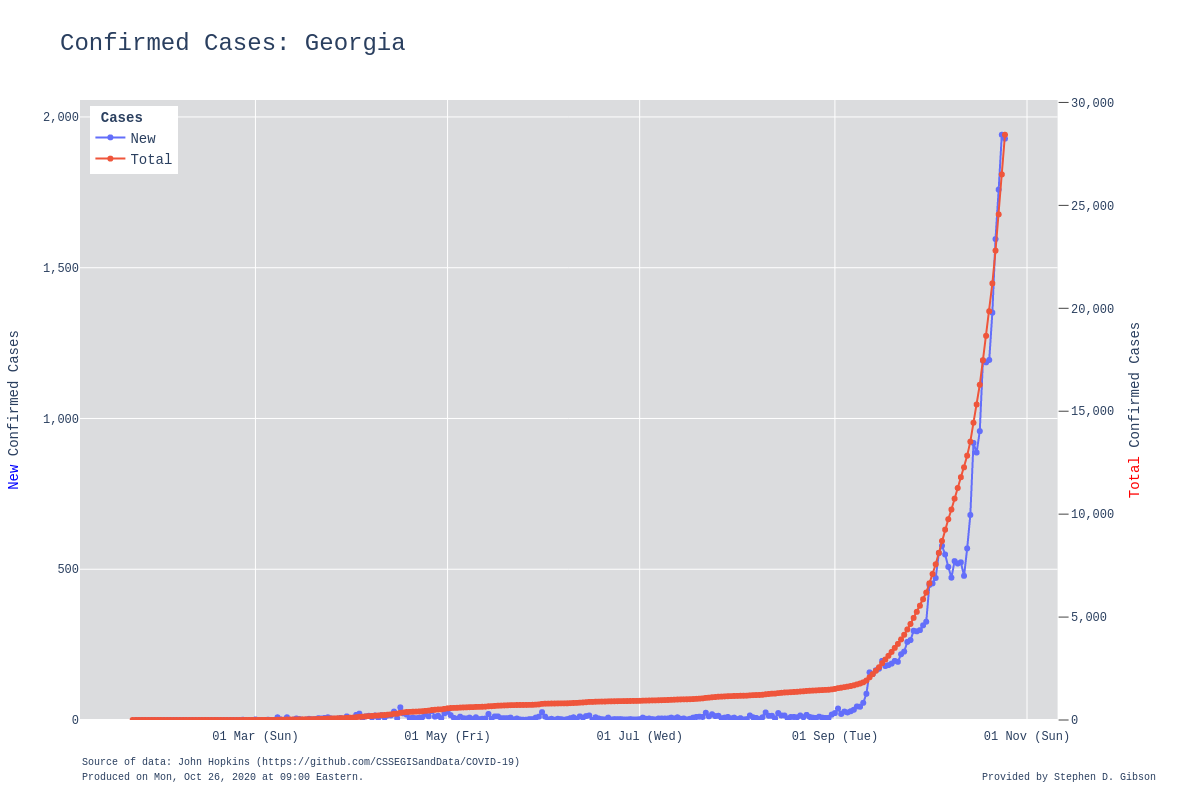 Confirmed Cases: Georgia
Cases
New
Total
2,000
1,500
1,000
500
0
30,000
25,000
20,000
15,000
10,000
5,000
0
New Confirmed Cases
Total Confirmed Cases
01 Mar (Sun)
01 May (Fri)
01 Jul (Wed)
01 Sep (Tue)
01 Nov (Sun)
Source of data: John Hopkins (https://github.com/CSSEGISandData/COVID-19)
Produced on Mon, Oct 26, 2020 at 09:00 Eastern.
Provided by Stephen D. Gibson